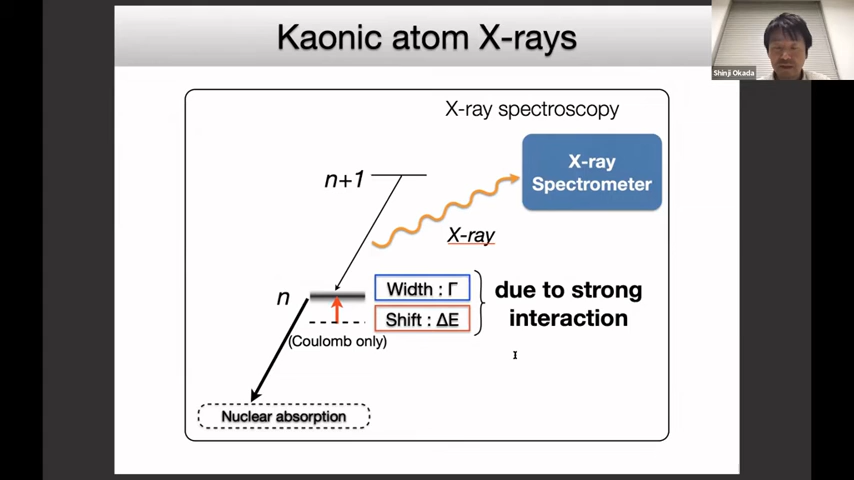 Kaonic atom X-rays
Shinji Okada
X-ray spectroscopy
X-ray
Spectrometer
n+1
X-ray
n
Width : Γ
Shift : ΔE
due to strong
interaction
(Coulomb only)
Nuclear absorption